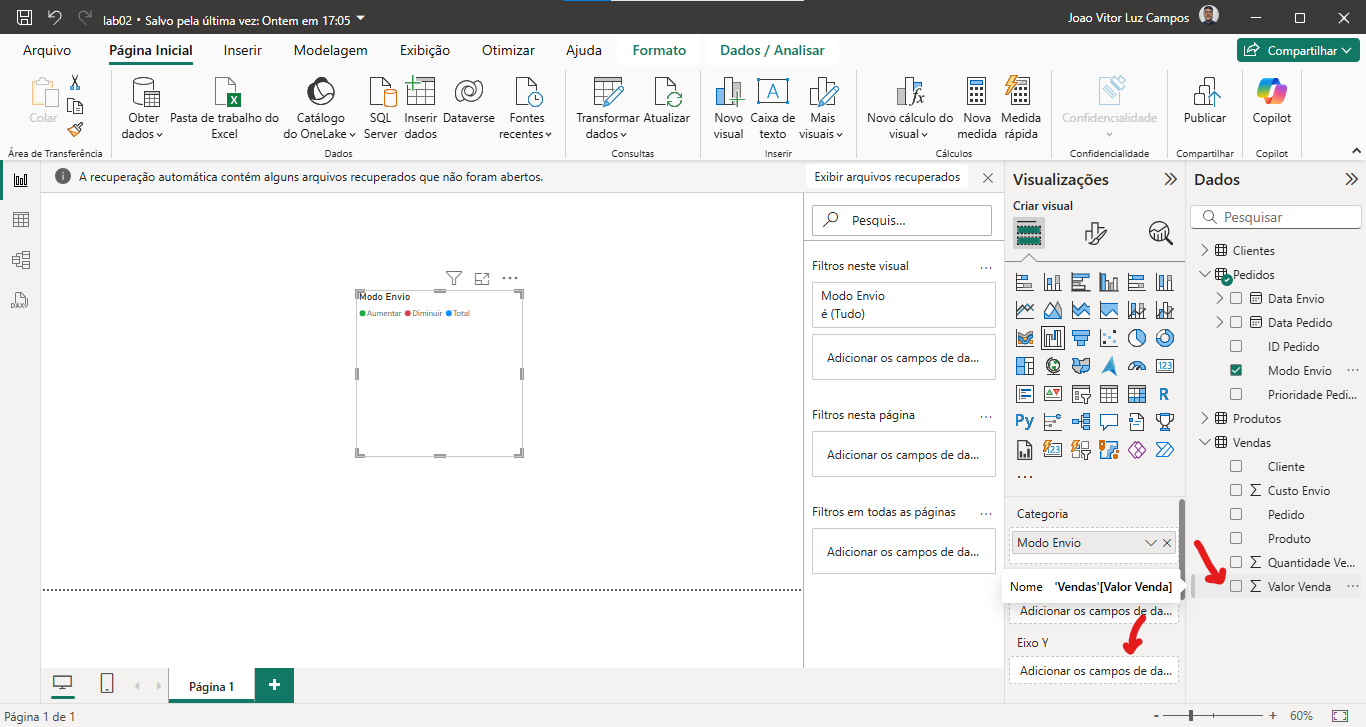 lab02 • Salvo pela última vez: Ontem em 17:05
Joao Vitor Luz Campos
Arquivo
Página Inicial
Inserir
Modelagem
Exibição
Otimizar
Ajuda
Formato
Dados / Analisar
Compartilhar
Colar
Área de Transferência
Obter
dados
Pasta de trabalho do
Excel
Catálogo
do OneLake
SQL
Server
Inserir
dados
Dataverse
Fontes
recentes
Dados
Transformar
dados
Atualizar
Consultas
Novo
visual
Caixa de
texto
Mais
visuais
Inserir
Novo cálculo do
visual
Nova
medida
Medida
rápida
Cálculos
Confidencialidade
Confidencialidade
Publicar
Compartilhar
Copilot
Copilot
A recuperação automática contém alguns arquivos recuperados que não foram abertos.
Exibir arquivos recuperados
Modo Envio
Aumentar Diminuir Total
Pesquis...
Filtros neste visual
Modo Envio
é (Tudo)
Adicionar os campos de da...
Filtros nesta página
Adicionar os campos de da...
Filtros em todas as páginas
Adicionar os campos de da...
Visualizações
Criar visual
123
R
Py
123
Categoria
Modo Envio
Nome 'Vendas'[Valor Venda]
Adicionar os campos de da...
Eixo Y
Adicionar os campos de da...
Dados
Pesquisar
Clientes
Pedidos
Data Envio
Data Pedido
ID Pedido
Modo Envio
Prioridade Pedi...
Produtos
Vendas
Cliente
Σ Custo Envio
Pedido
Produto
Σ Quantidade Ve...
Σ Valor Venda
DAX
Página 1
+
Página 1 de 1
- + 60%